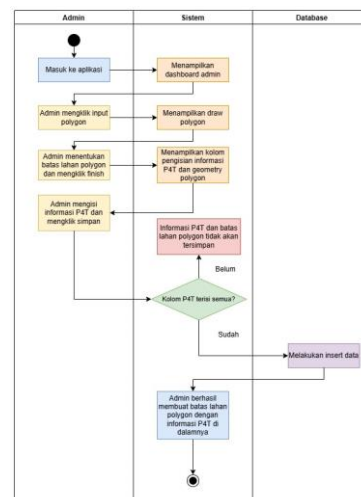 Admin
Sistem
Database
Masuk ke aplikasi
Menampilkan
dashboard admin
Admin mengklik input
polygon
Menampilkan draw
polygon
Admin menentukan
batas lahan polygon dan
mengklik finish
Menampilkan kolom
pengisian informasi
P4T dan geometry
polygon
Admin mengisi
informasi P4T dan
mengklik simpan
Informasi P4T dan batas
lahan polygon tidak akan
tersimpan
Belum
Kolom P4T terisi semua?
Sudah
Melakukan insert data
Admin berhasil
membuat batas lahan
polygon dengan
informasi P4T di
dalamnya